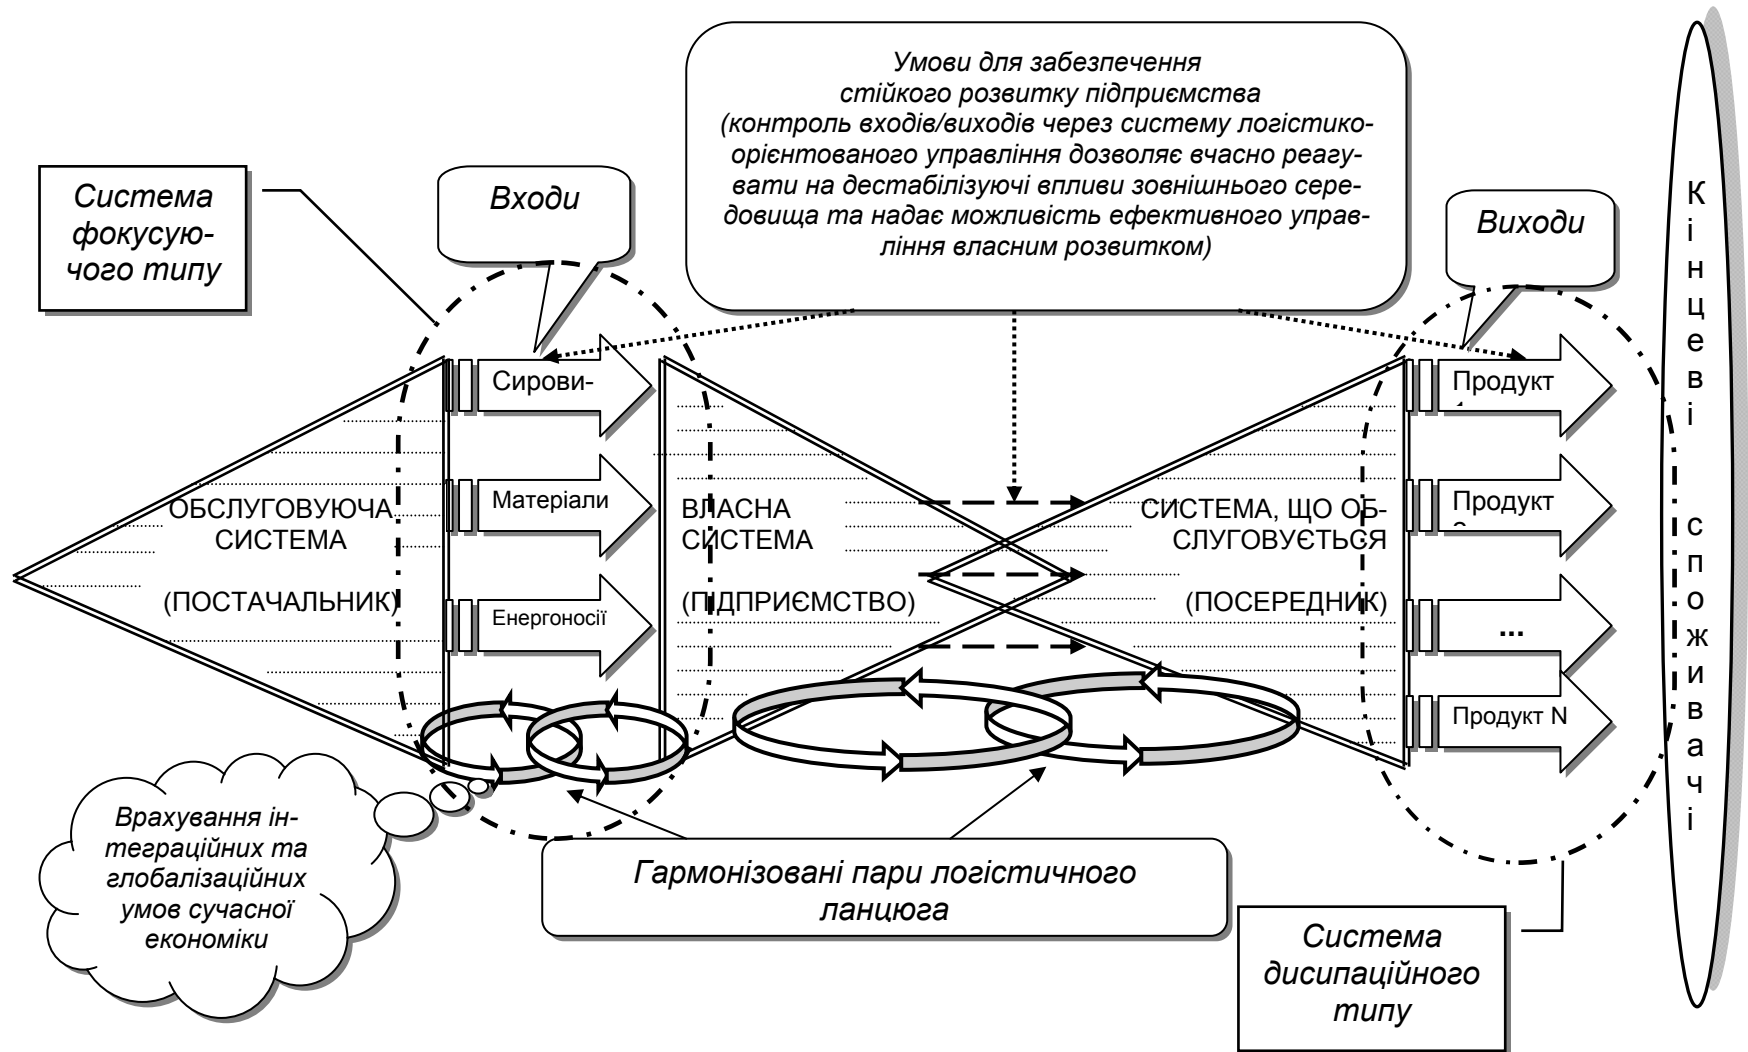 Умови для забезпечення
стійкого розвитку підприємства
(контроль входів/виходів через систему логістико-
орієнтованого управління дозволяє вчасно реагу-
вати на дестабілізуючі впливи зовнішнього сере-
довища та надає можливість ефективного управ-
ління власним розвитком)
Система
фокусую-
чого типу
Входи
Виходи
Сирови-
Матеріали
Енергоносії
ОБСЛУГОВУЮЧА
СИСТЕМА
(ПОСТАЧАЛЬНИК)
ВЛАСНА
СИСТЕМА
(ПІДПРИЄМСТВО)
СИСТЕМА, ЩО ОБ-
СЛУГОВУЄТЬСЯ
(ПОСЕРЕДНИК)
Продукт
Продукт
...
Продукт N
Кінцеві споживачі
Врахування ін-
теграційних та
глобалізаційних
умов сучасної
економіки
Гармонізовані пари логістичного
ланцюга
Система
дисипаційного
типу